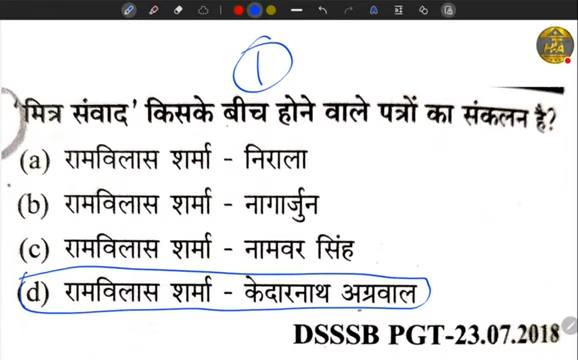 ①
'मित्र संवाद' किसके बीच होने वाले पत्रों का संकलन है?
(a) रामविलास शर्मा - निराला
(b) रामविलास शर्मा - नागार्जुन
(c) रामविलास शर्मा - नामवर सिंह
(d) रामविलास शर्मा - केदारनाथ अग्रवाल
DSSSB PGT-23.07.2018